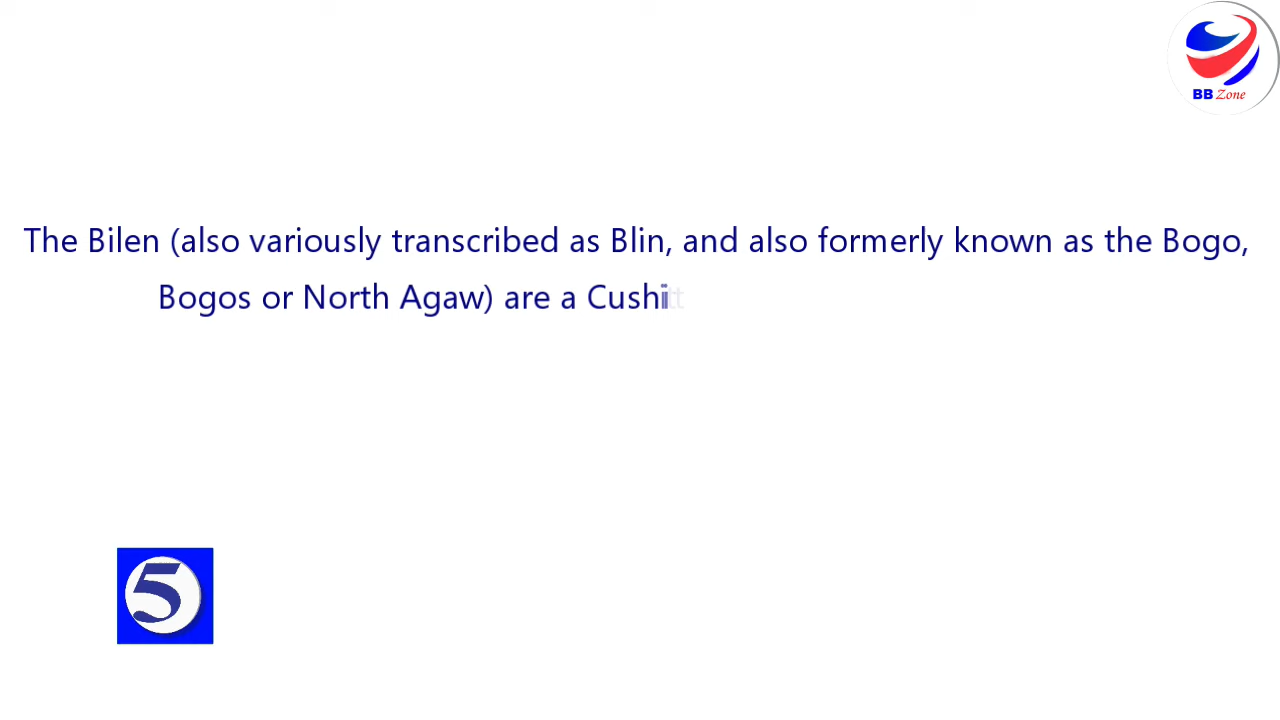 BB Zone
The Bilen (also variously transcribed as Blin, and also formerly known as the Bogo,
Bogos or North Agaw) are a Cushitt
5